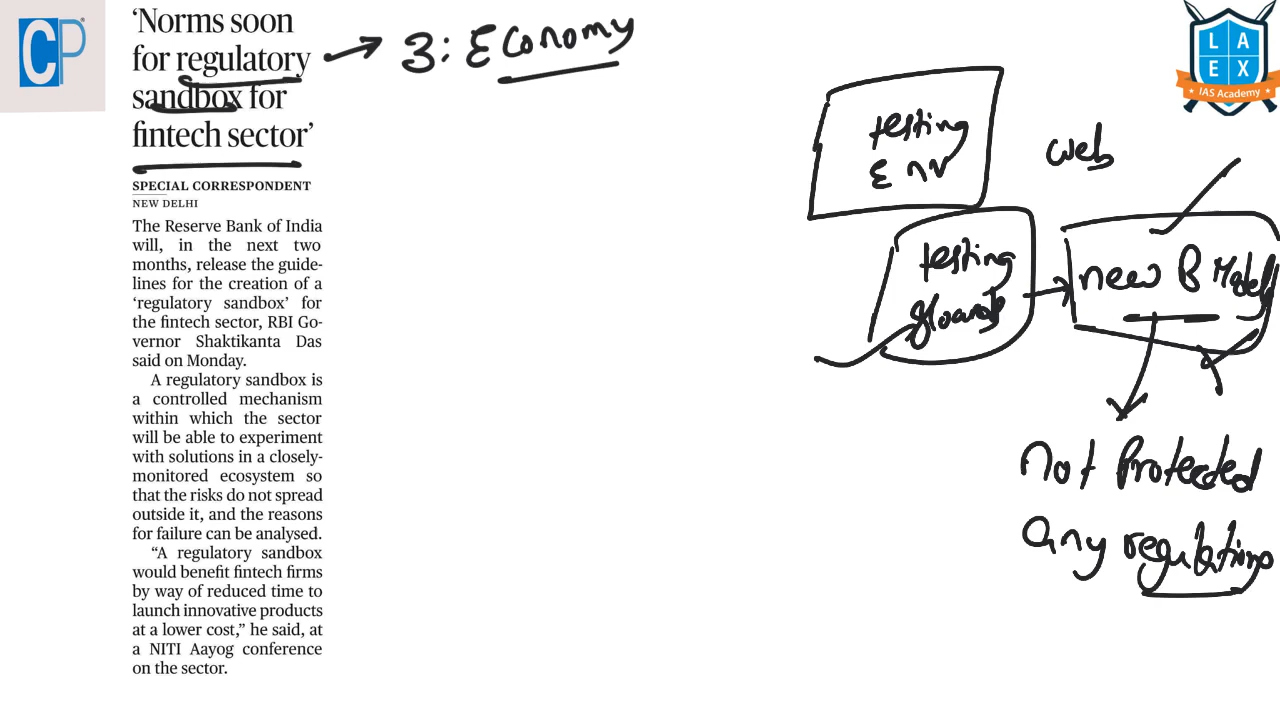 CP
‘Norms soon
for regulatory
sandbox for
fintech sector’
SPECIAL CORRESPONDENT
NEW DELHI
The Reserve Bank of India
will, in the next two
months, release the guide-
lines for the creation of a
‘regulatory sandbox’ for
the fintech sector, RBI Go-
vernor Shaktikanta Das
said on Monday.
A regulatory sandbox is
a controlled mechanism
within which the sector
will be able to experiment
with solutions in a closely-
monitored ecosystem so
that the risks do not spread
outside it, and the reasons
for failure can be analysed.
“A regulatory sandbox
would benefit fintech firms
by way of reduced time to
launch innovative products
at a lower cost,” he said, at
a NITI Aayog conference
on the sector.
3: Economy
testing
Env
web
testing
new B Model
not Protected
any regulations
L A
E X
IAS Academy